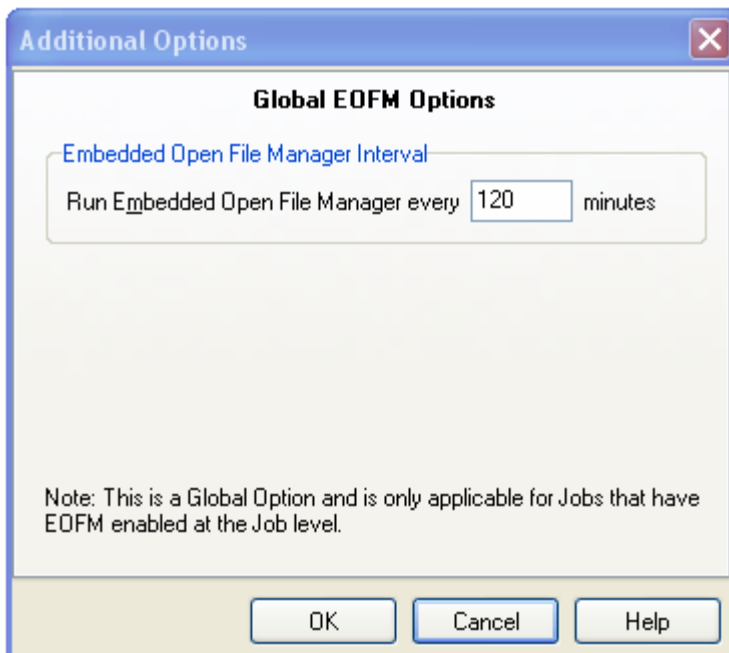 Additional Options
Global EOFM Options
Embedded Open File Manager Interval
Run Embedded Open File Manager every 120 minutes
Note: This is a Global Option and is only applicable for Jobs that have
EOFM enabled at the Job level.
OK Cancel Help